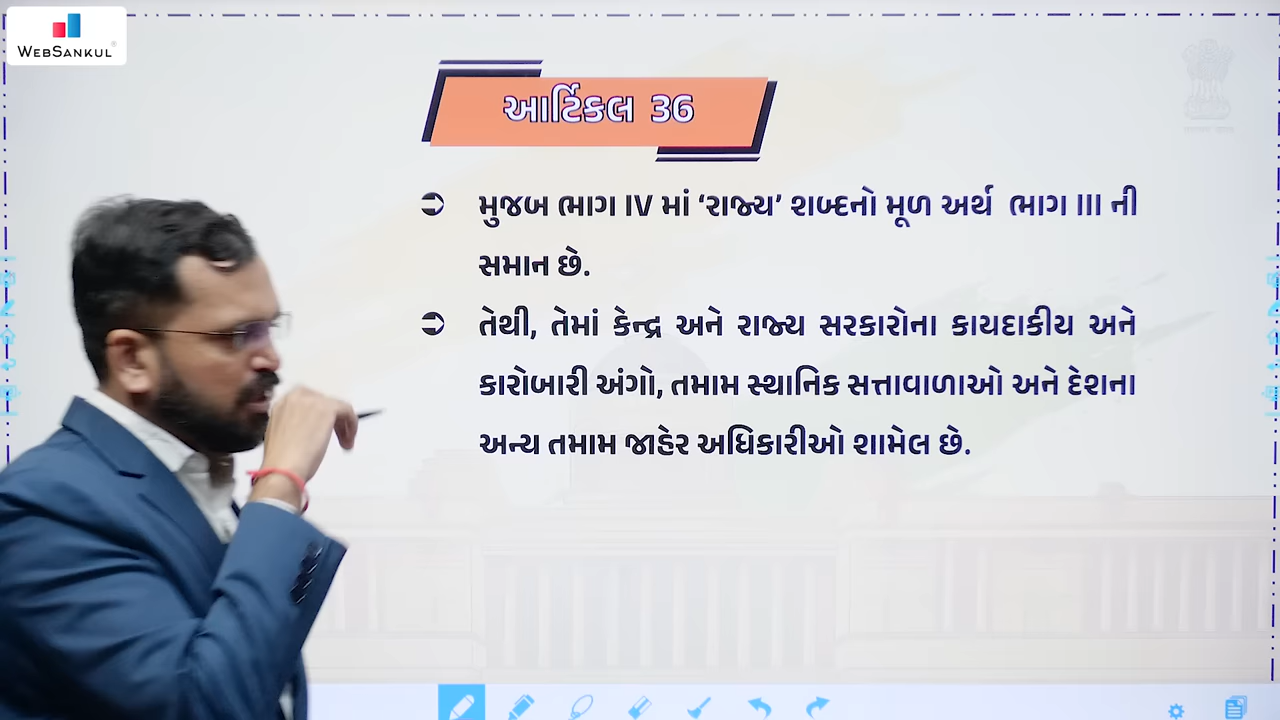 WEBSANKUL
આર્ટિકલ 36
મુજબ ભાગ IV માં ‘રાજ્ય’ શબ્દનો મૂળ અર્થ ભાગ III ની
સમાન છે.
તેથી, તેમાં કેન્દ્ર અને રાજ્ય સરકારોના કાયદાકીય અને
કારોબારી અંગો, તમામ સ્થાનિક સત્તાવાળાઓ અને દેશના
અન્ય તમામ જાહેર અધિકારીઓ શામેલ છે.